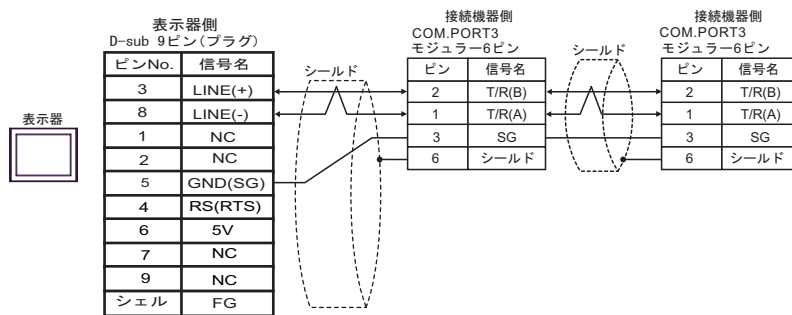 表示器
表示器側
D-sub 9ピン(プラグ)
ピンNo. 信号名
3 LINE(+)
8 LINE(-)
1 NC
2 NC
5 GND(SG)
4 RS(RTS)
6 5V
7 NC
9 NC
シェル FG
シールド
接続機器側
COM.PORT3
モジュラー6ピン
ピン 信号名
2 T/R(B)
1 T/R(A)
3 SG
6 シールド
シールド
接続機器側
COM.PORT3
モジュラー6ピン
ピン 信号名
2 T/R(B)
1 T/R(A)
3 SG
6 シールド